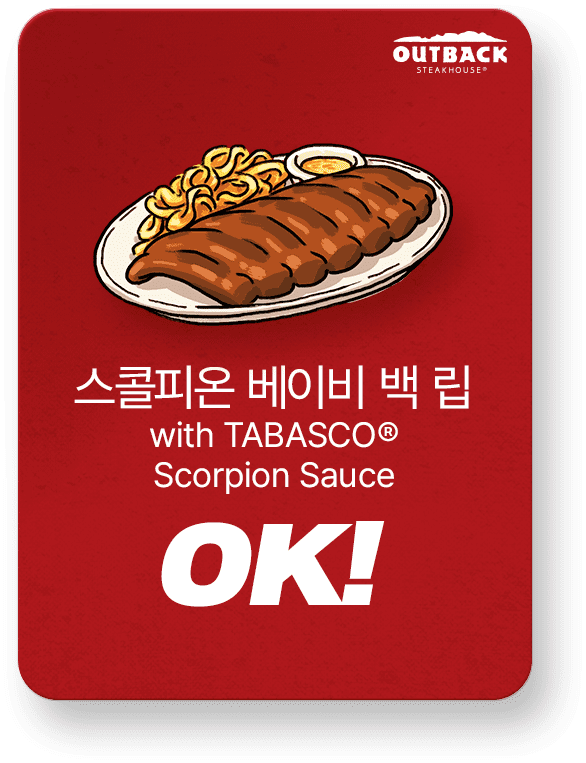 OUTBACK
STEAKHOUSE®
스콜피온 베이비 백 립
with TABASCO®
Scorpion Sauce
OK!